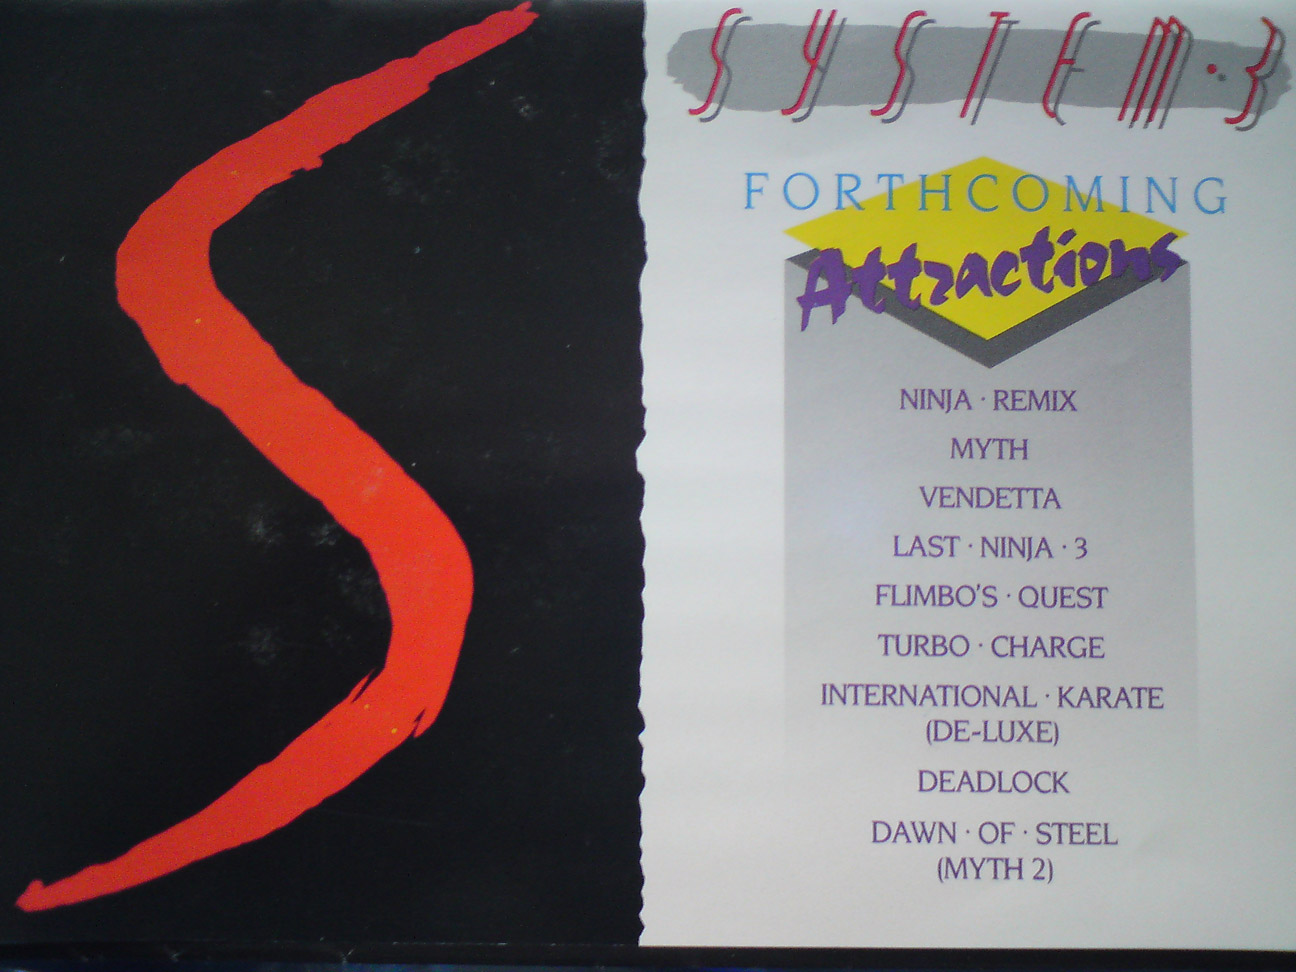 SYSTEM·3
FORTHCOMING
Attractions
NINJA · REMIX
MYTH
VENDETTA
LAST · NINJA · 3
FLIMBO'S · QUEST
TURBO · CHARGE
INTERNATIONAL · KARATE
(DE-LUXE)
DEADLOCK
DAWN · OF · STEEL
(MYTH 2)